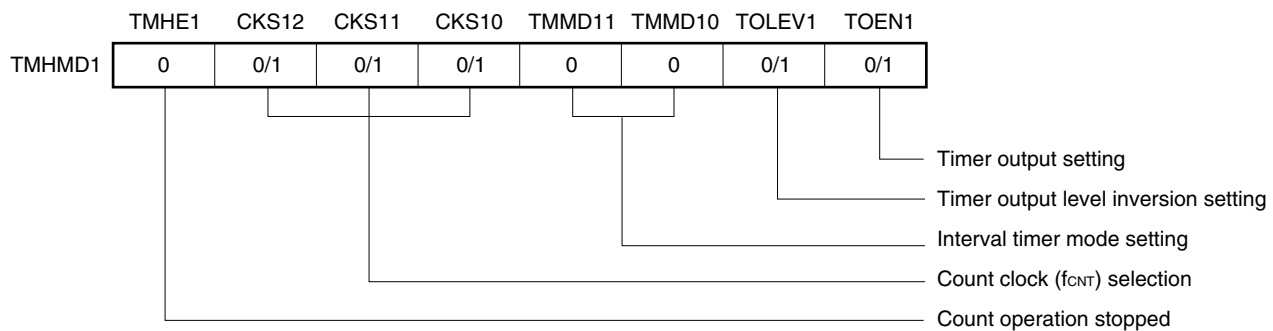 TMHE1 CKS12 CKS11 CKS10 TMMD11 TMMD10 TOLEV1 TOEN1
TMHMD1 0 0/1 0/1 0/1 0 0 0/1 0/1
Timer output setting
Timer output level inversion setting
Interval timer mode setting
Count clock (fCNT) selection
Count operation stopped